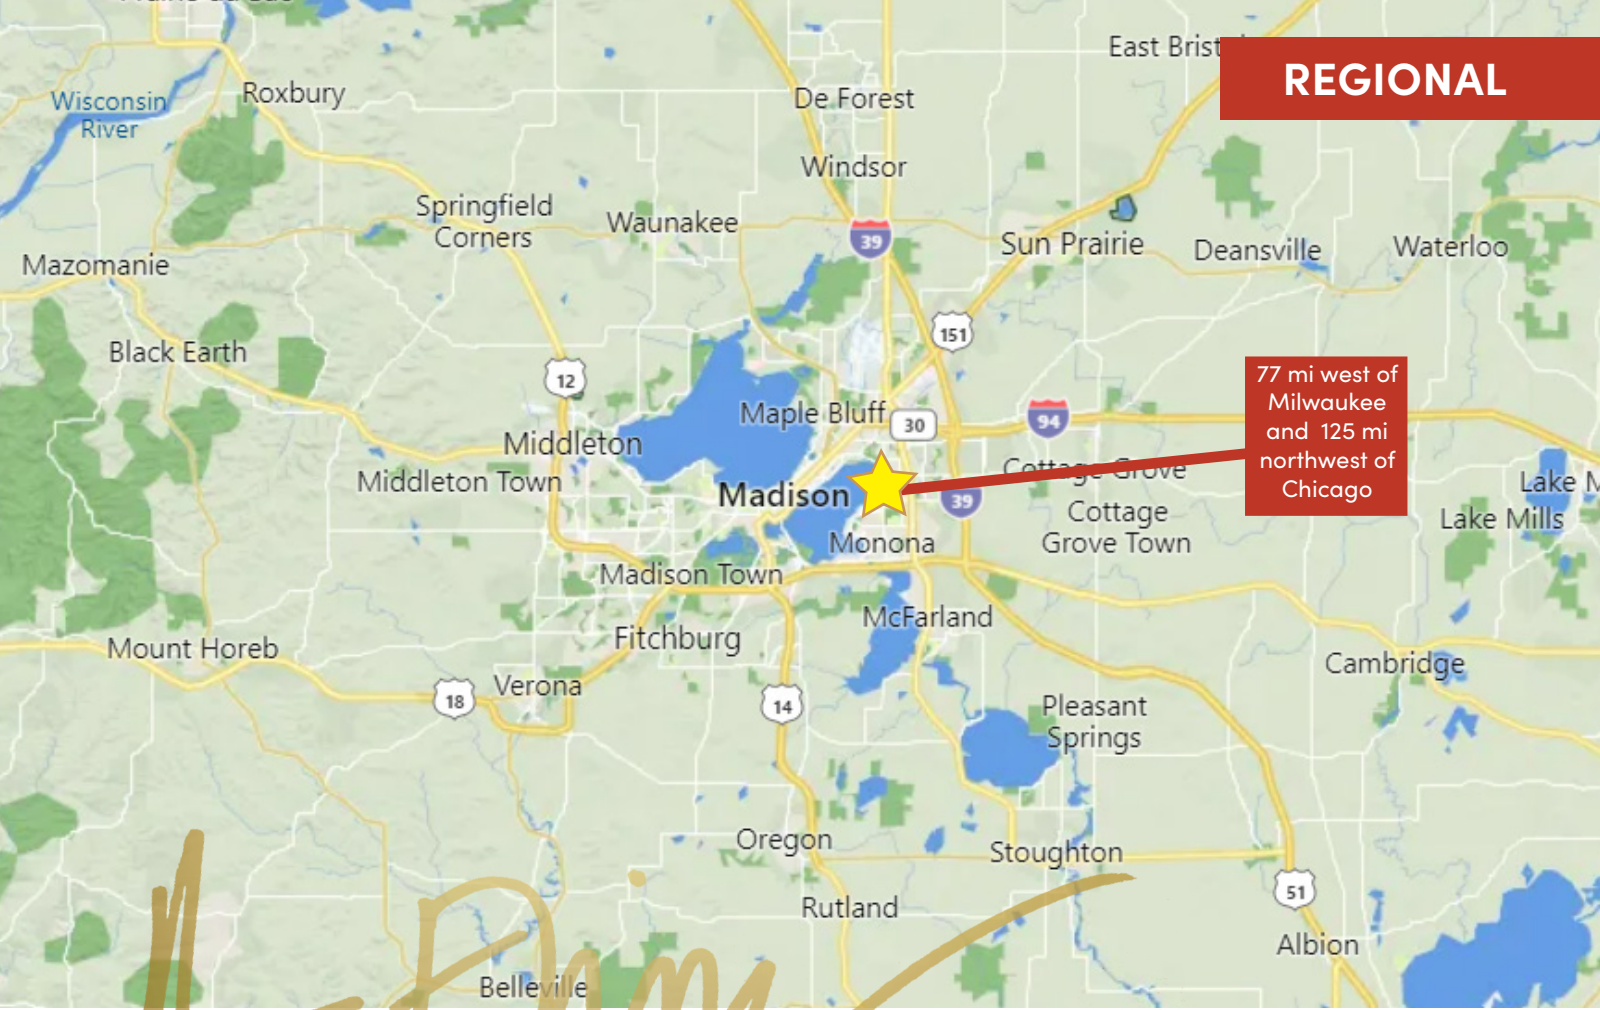 East Brist
REGIONAL
Roxbury
Wisconsin
River
De Forest
Windsor
Springfield
Corners
Waunakee
39
Sun Prairie
Deansville
Waterloo
Mazomanie
151
Black Earth
12
77 mi west of
Milwaukee
and 125 mi
northwest of
Chicago
Maple Bluff
30
94
Middleton
Middleton Town
Cottage Grove
Madison
39
Lake M
Cottage
Grove Town
Lake Mills
Monona
Madison Town
McFarland
Fitchburg
Mount Horeb
Cambridge
Verona
18
14
Pleasant
Springs
Oregon
Stoughton
51
Rutland
Albion
Belleville